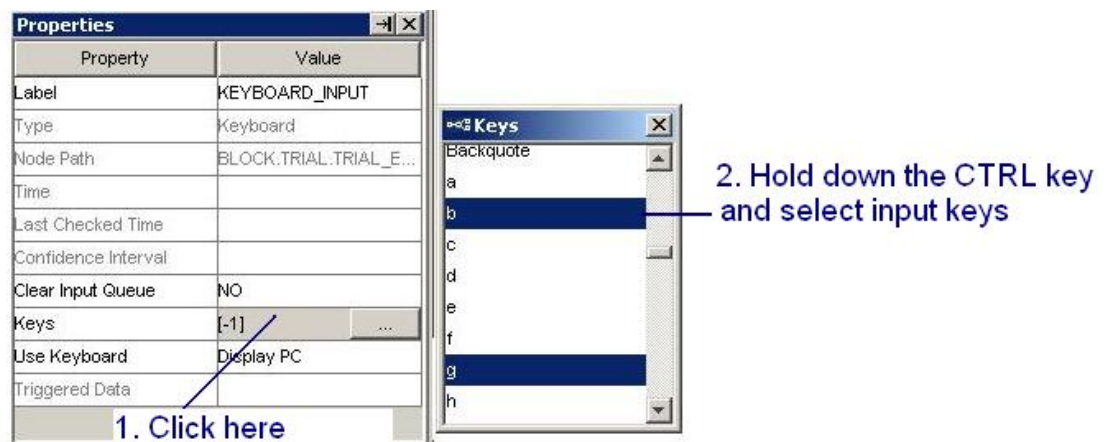 Properties
Property Value
Label KEYBOARD_INPUT
Type Keyboard
Node Path BLOCK.TRIAL.TRIAL_E...
Time
Last Checked Time
Confidence Interval
Clear Input Queue NO
Keys [-1] ...
Use Keyboard Display PC
Triggered Data
1. Click here
Keys
Backquote
a
b
c
d
e
f
g
h
2. Hold down the CTRL key
and select input keys